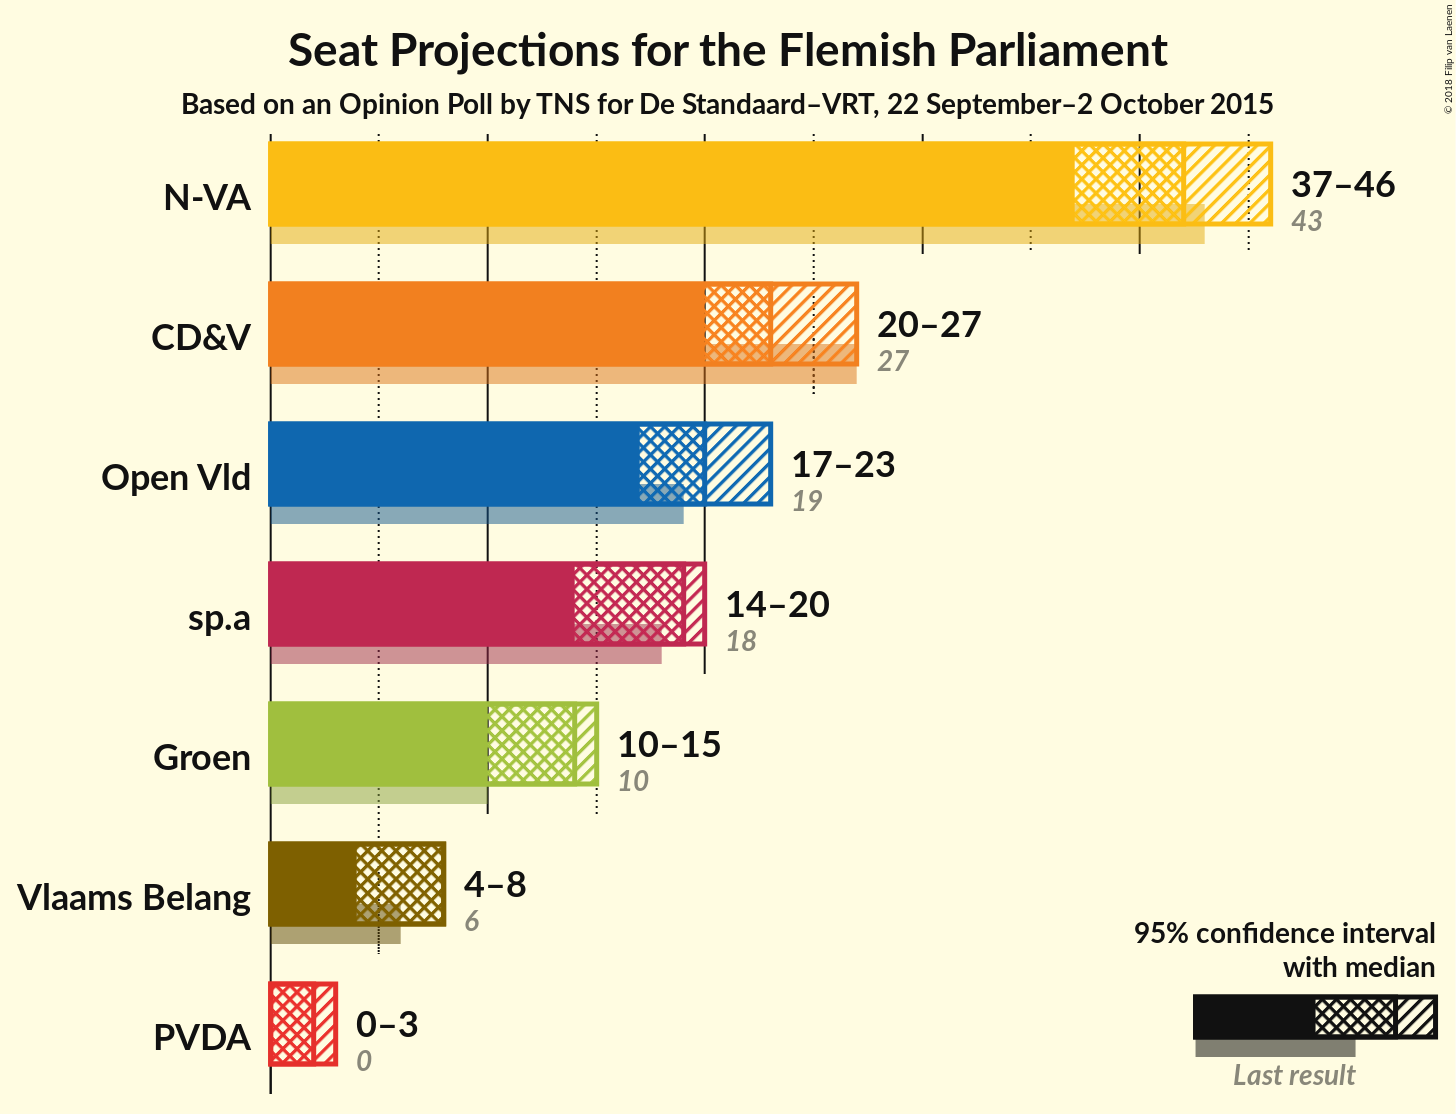 Seat Projections for the Flemish Parliament
Based on an Opinion Poll by TNS for De Standaard–VRT, 22 September–2 October 2015
© 2018 Filip van Laenen
N-VA
37–46
43
CD&V
20–27
27
Open Vld
17–23
19
sp.a
14–20
18
Groen
10–15
10
Vlaams Belang
4–8
6
PVDA
0–3
0
95% confidence interval
with median
Last result